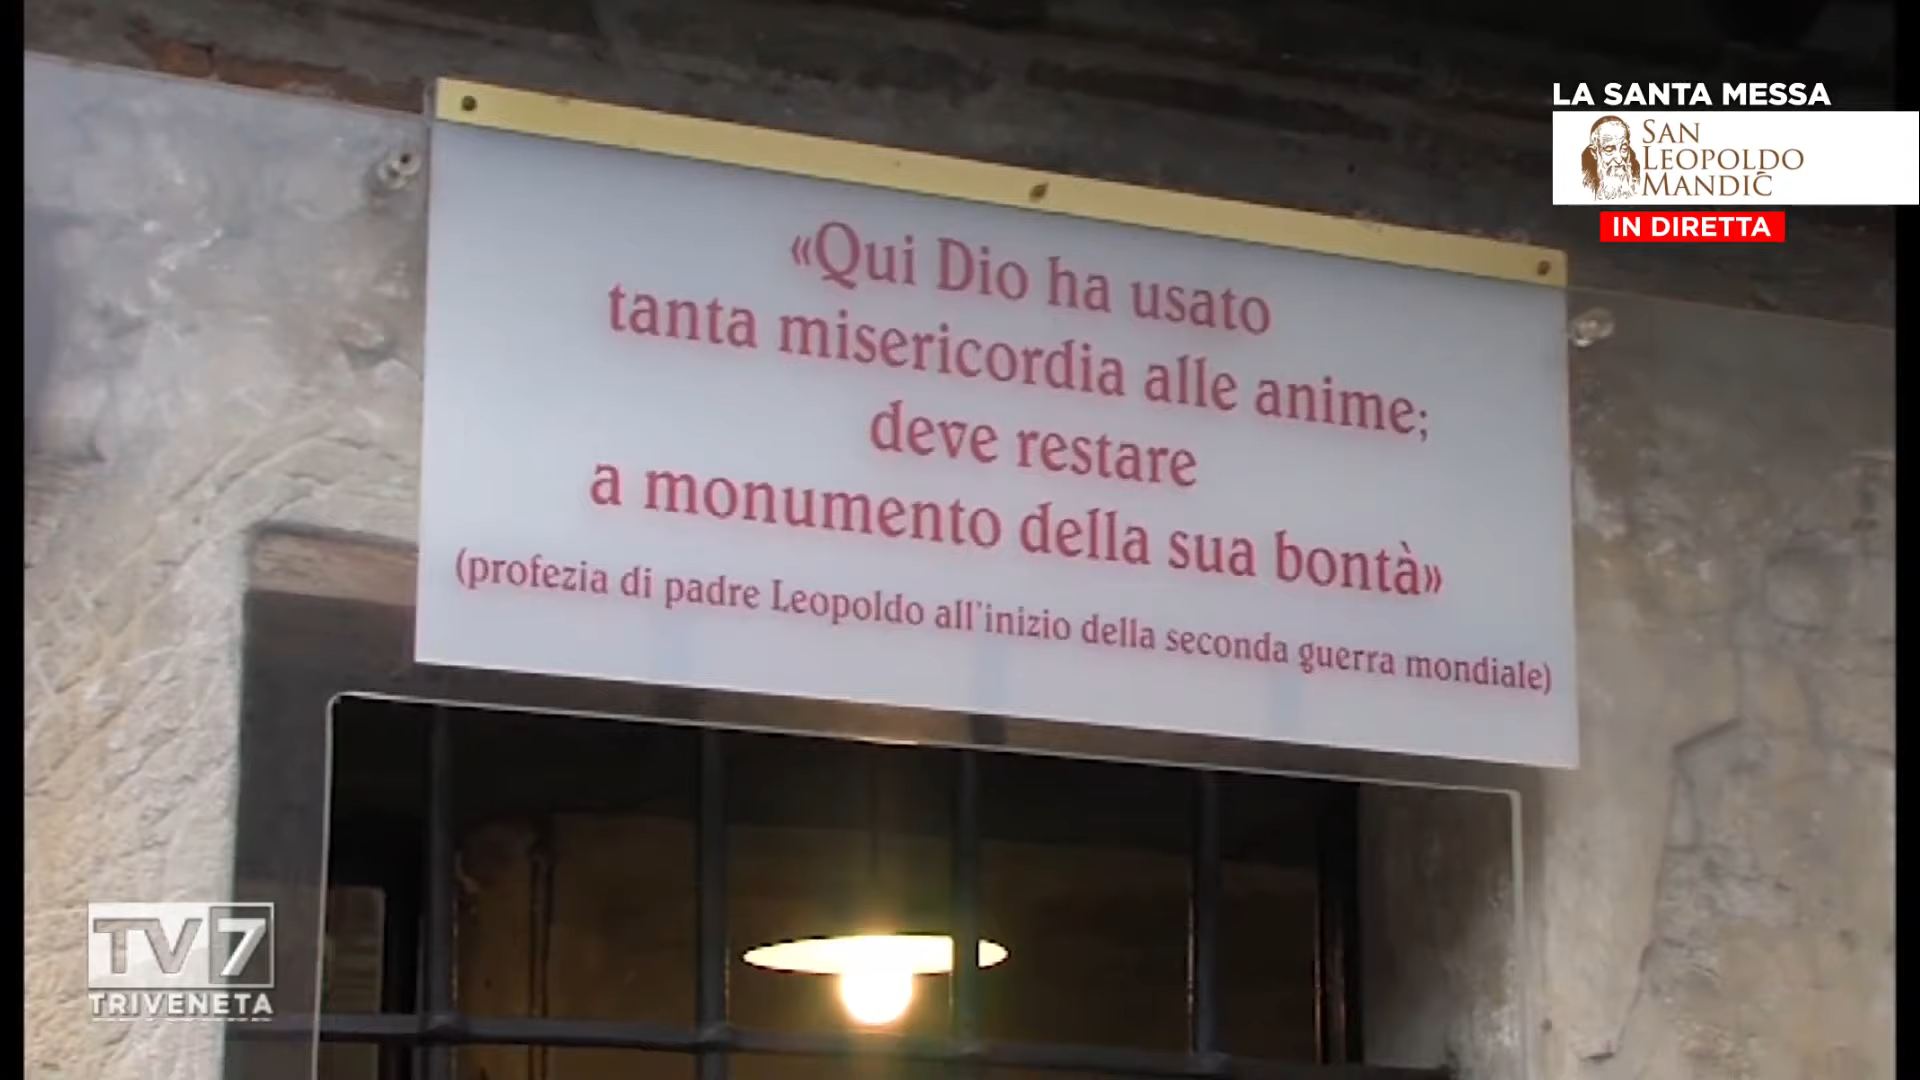 LA SANTA MESSA
SAN
LEOPOLDO
MANDIĆ
IN DIRETTA
«Qui Dio ha usato
tanta misericordia alle anime;
deve restare
a monumento della sua bontà»
(profezia di padre Leopoldo all'inizio della seconda guerra mondiale)
TV7
TRIVENETA